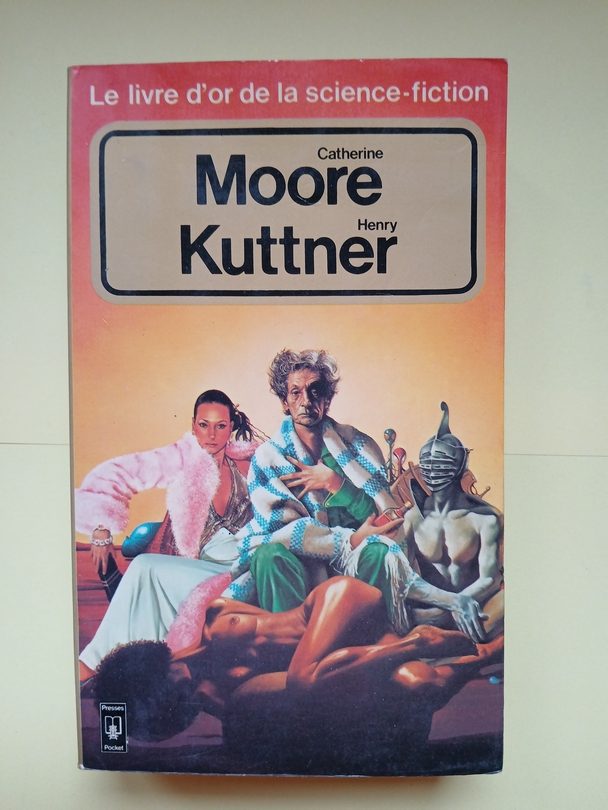 Le livre d'or de la science-fiction
Catherine
Moore
Henry
Kuttner
Presses
Pocket